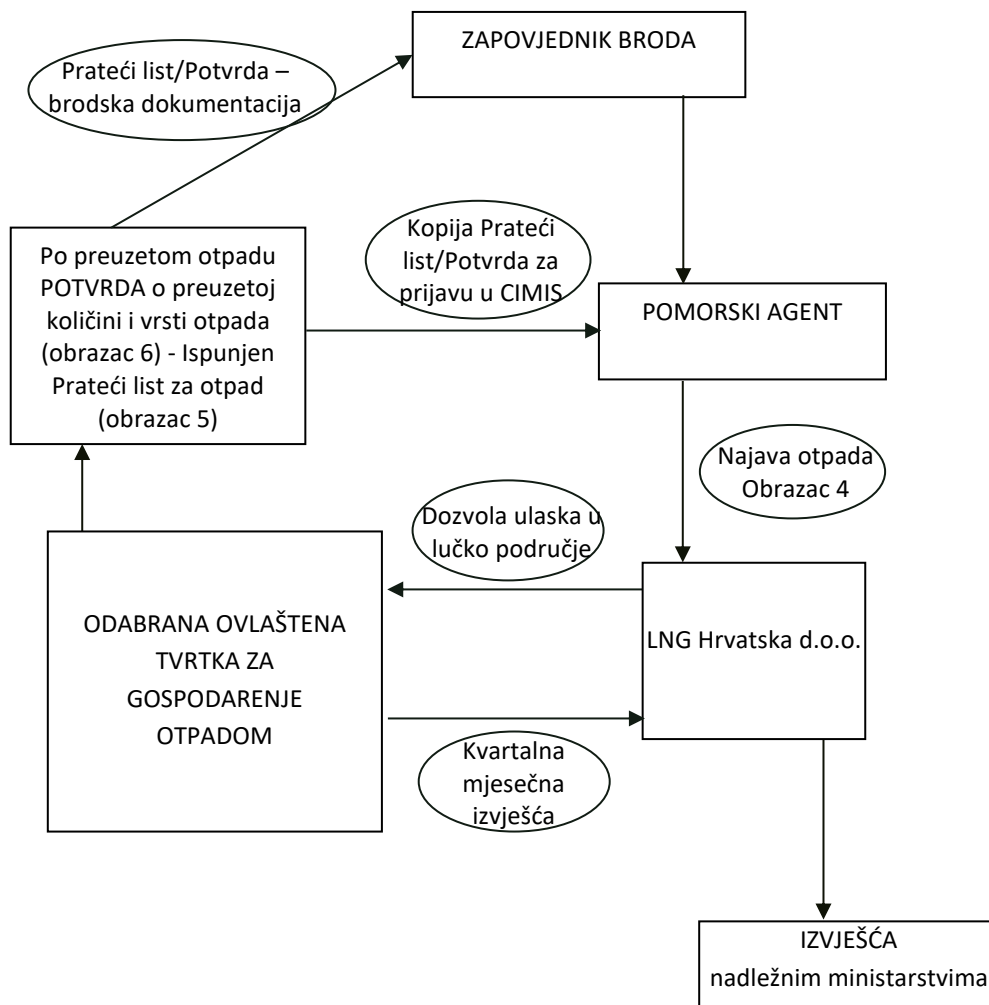 ZAPOVJEDNIK BRODA
Prateći list/Potvrda –
brodska dokumentacija
Kopija Prateći
list/Potvrda za
prijavu u CIMIS
Po preuzetom otpadu
POTVRDA o preuzetoj
količini i vrsti otpada
(obrazac 6) - Ispunjen
Prateći list za otpad
(obrazac 5)
POMORSKI AGENT
Najava otpada
Obrazac 4
Dozvola ulaska u
lučko područje
ODABRANA OVLAŠTENA
TVRTKA ZA
GOSPODARENJE
OTPADOM
LNG Hrvatska d.o.o.
Kvartalna
mjesečna
izvješća
IZVJEŠĆA
nadležnim ministarstvima